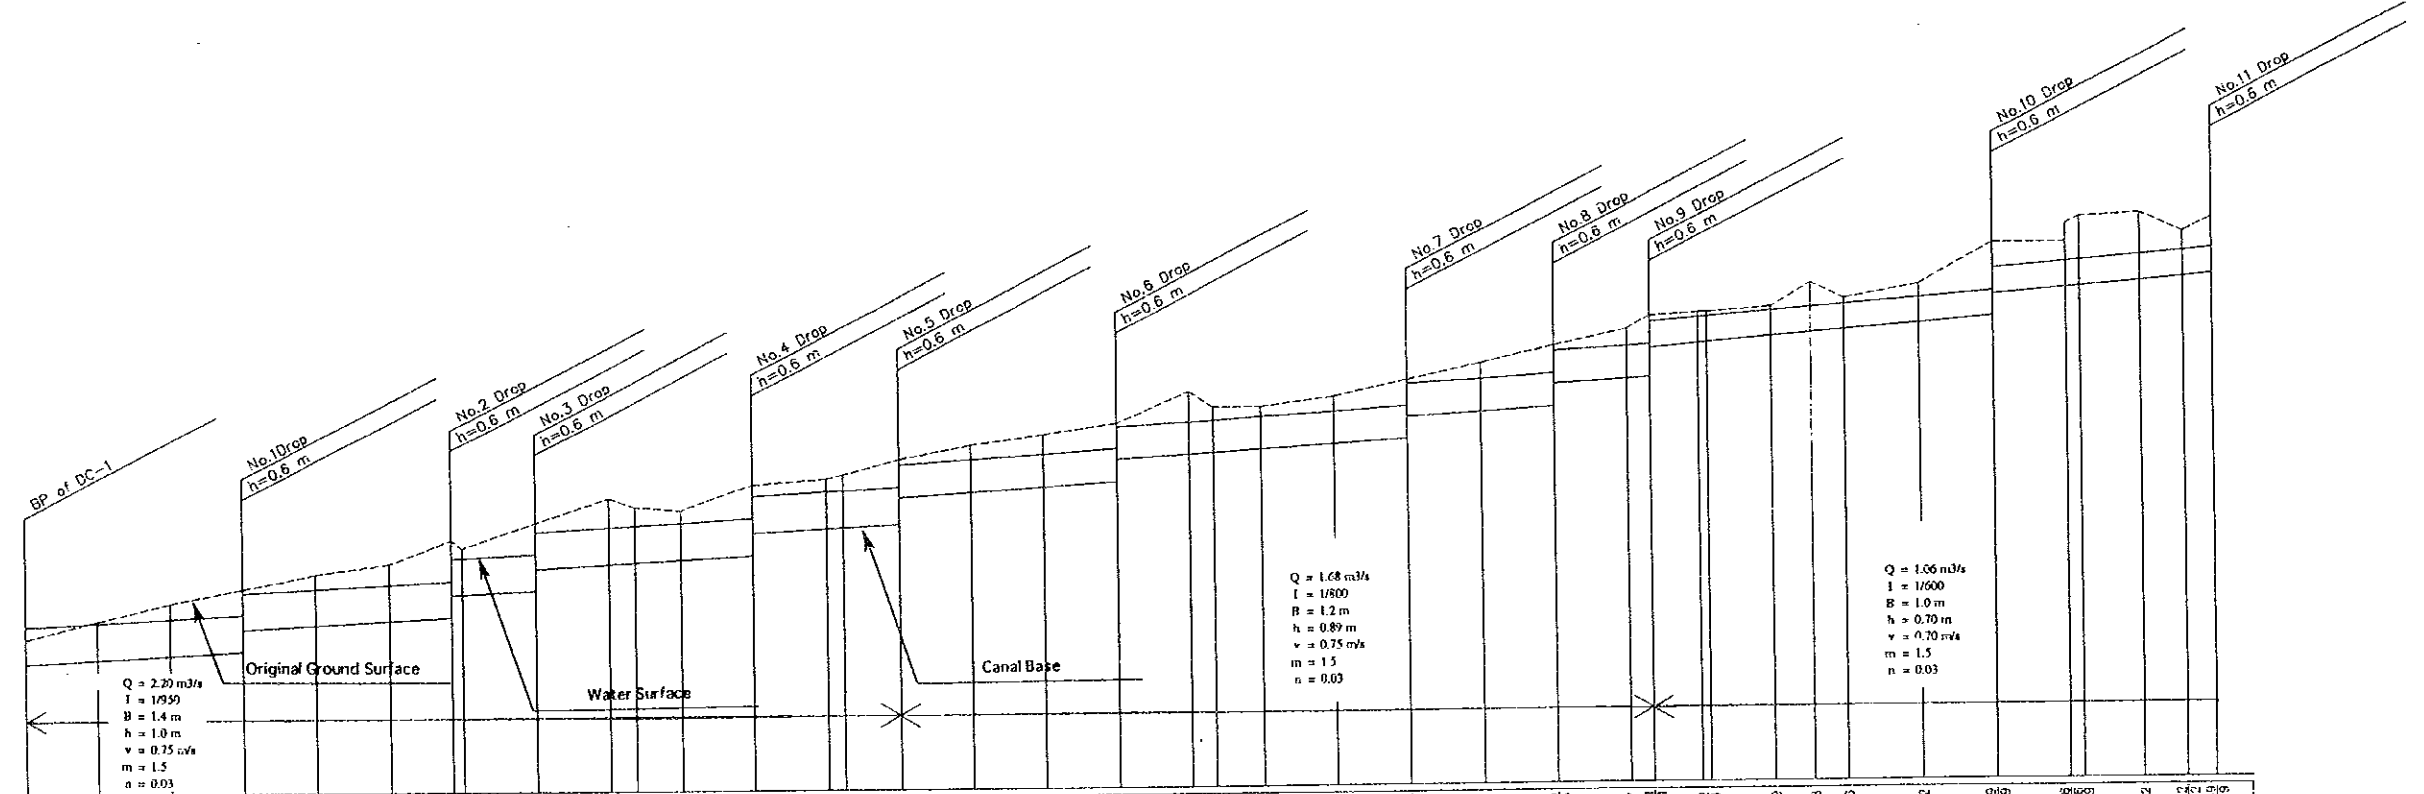 BP of DC-1
No.1Drop
h=0.6 m
No.2 Drop
h=0.6 m
No.3 Drop
h=0.6 m
No.4 Drop
h=0.6 m
No.5 Drop
h=0.6 m
No.6 Drop
h=0.6 m
No.7 Drop
h=0.6 m
No.8 Drop
h=0.6 m
No.9 Drop
h=0.6 m
No.10 Drop
h=0.6 m
No.11 Drop
h=0.6 m
Original Ground Surface
Water Surface
Canal Base
Q = 2.20 m3/s
I = 1/950
B = 1.4 m
h = 1.0 m
v = 0.75 m/s
m = 1.5
n = 0.03
Q = 1.68 m3/s
I = 1/800
B = 1.2 m
h = 0.89 m
v = 0.75 m/s
m = 1.5
n = 0.03
Q = 1.06 m3/s
I = 1/600
B = 1.0 m
h = 0.70 m
v = 0.70 m/s
m = 1.5
n = 0.03